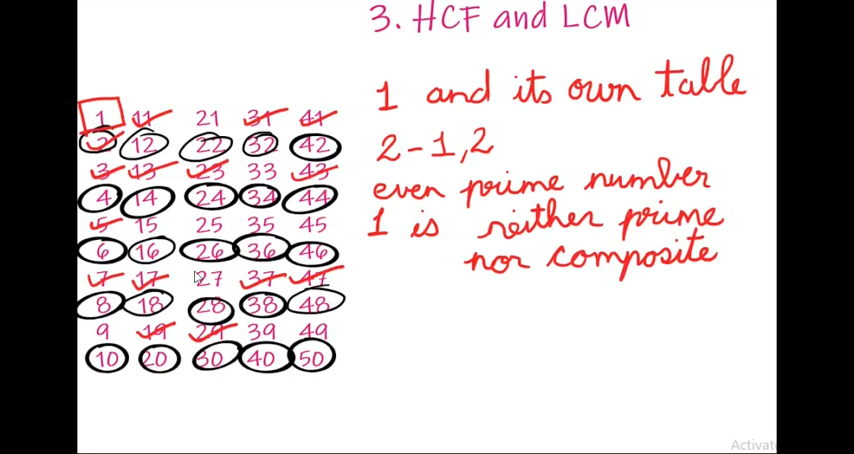 3. HCF and LCM
1 and its own table
2-1,2
even prime number
1 is neither prime
nor composite
1 11 21 31 41
2 12 22 32 42
3 13 23 33 43
4 14 24 34 44
5 15 25 35 45
6 16 26 36 46
7 17 27 37 47
8 18 28 38 48
9 19 29 39 49
10 20 30 40 50
Activat